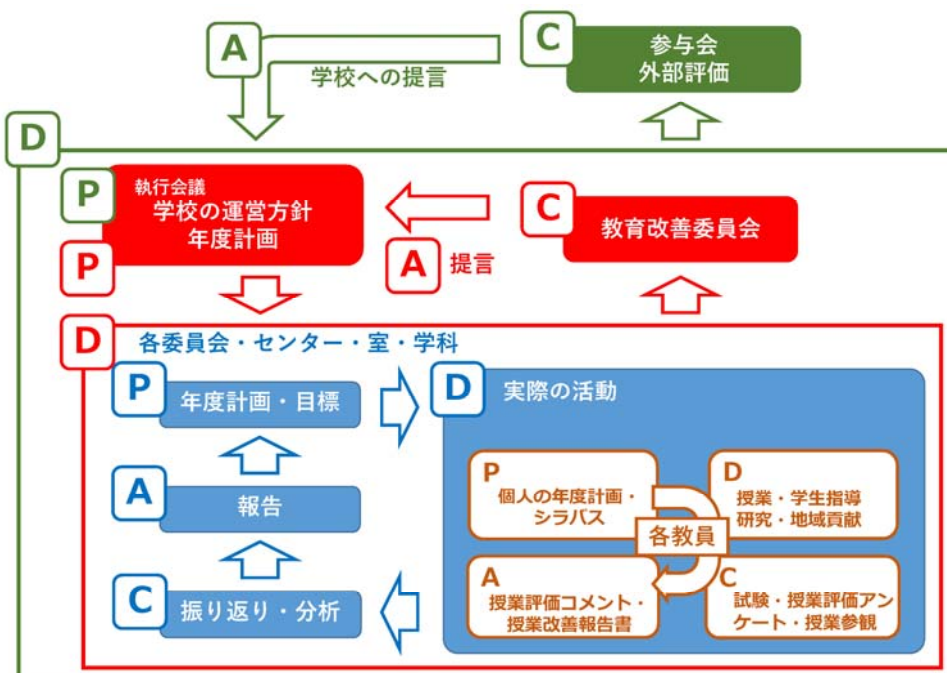 A
学校への提言
C
参与会
外部評価
D
P
執行会議
学校の運営方針
年度計画
P
A
提言
C
教育改善委員会
D
各委員会・センター・室・学科
P
年度計画・目標
A
報告
C
振り返り・分析
D
実際の活動
P
個人の年度計画・
シラバス
D
授業・学生指導
研究・地域貢献
各教員
A
授業評価コメント・
授業改善報告書
C
試験・授業評価アン
ケート・授業参観